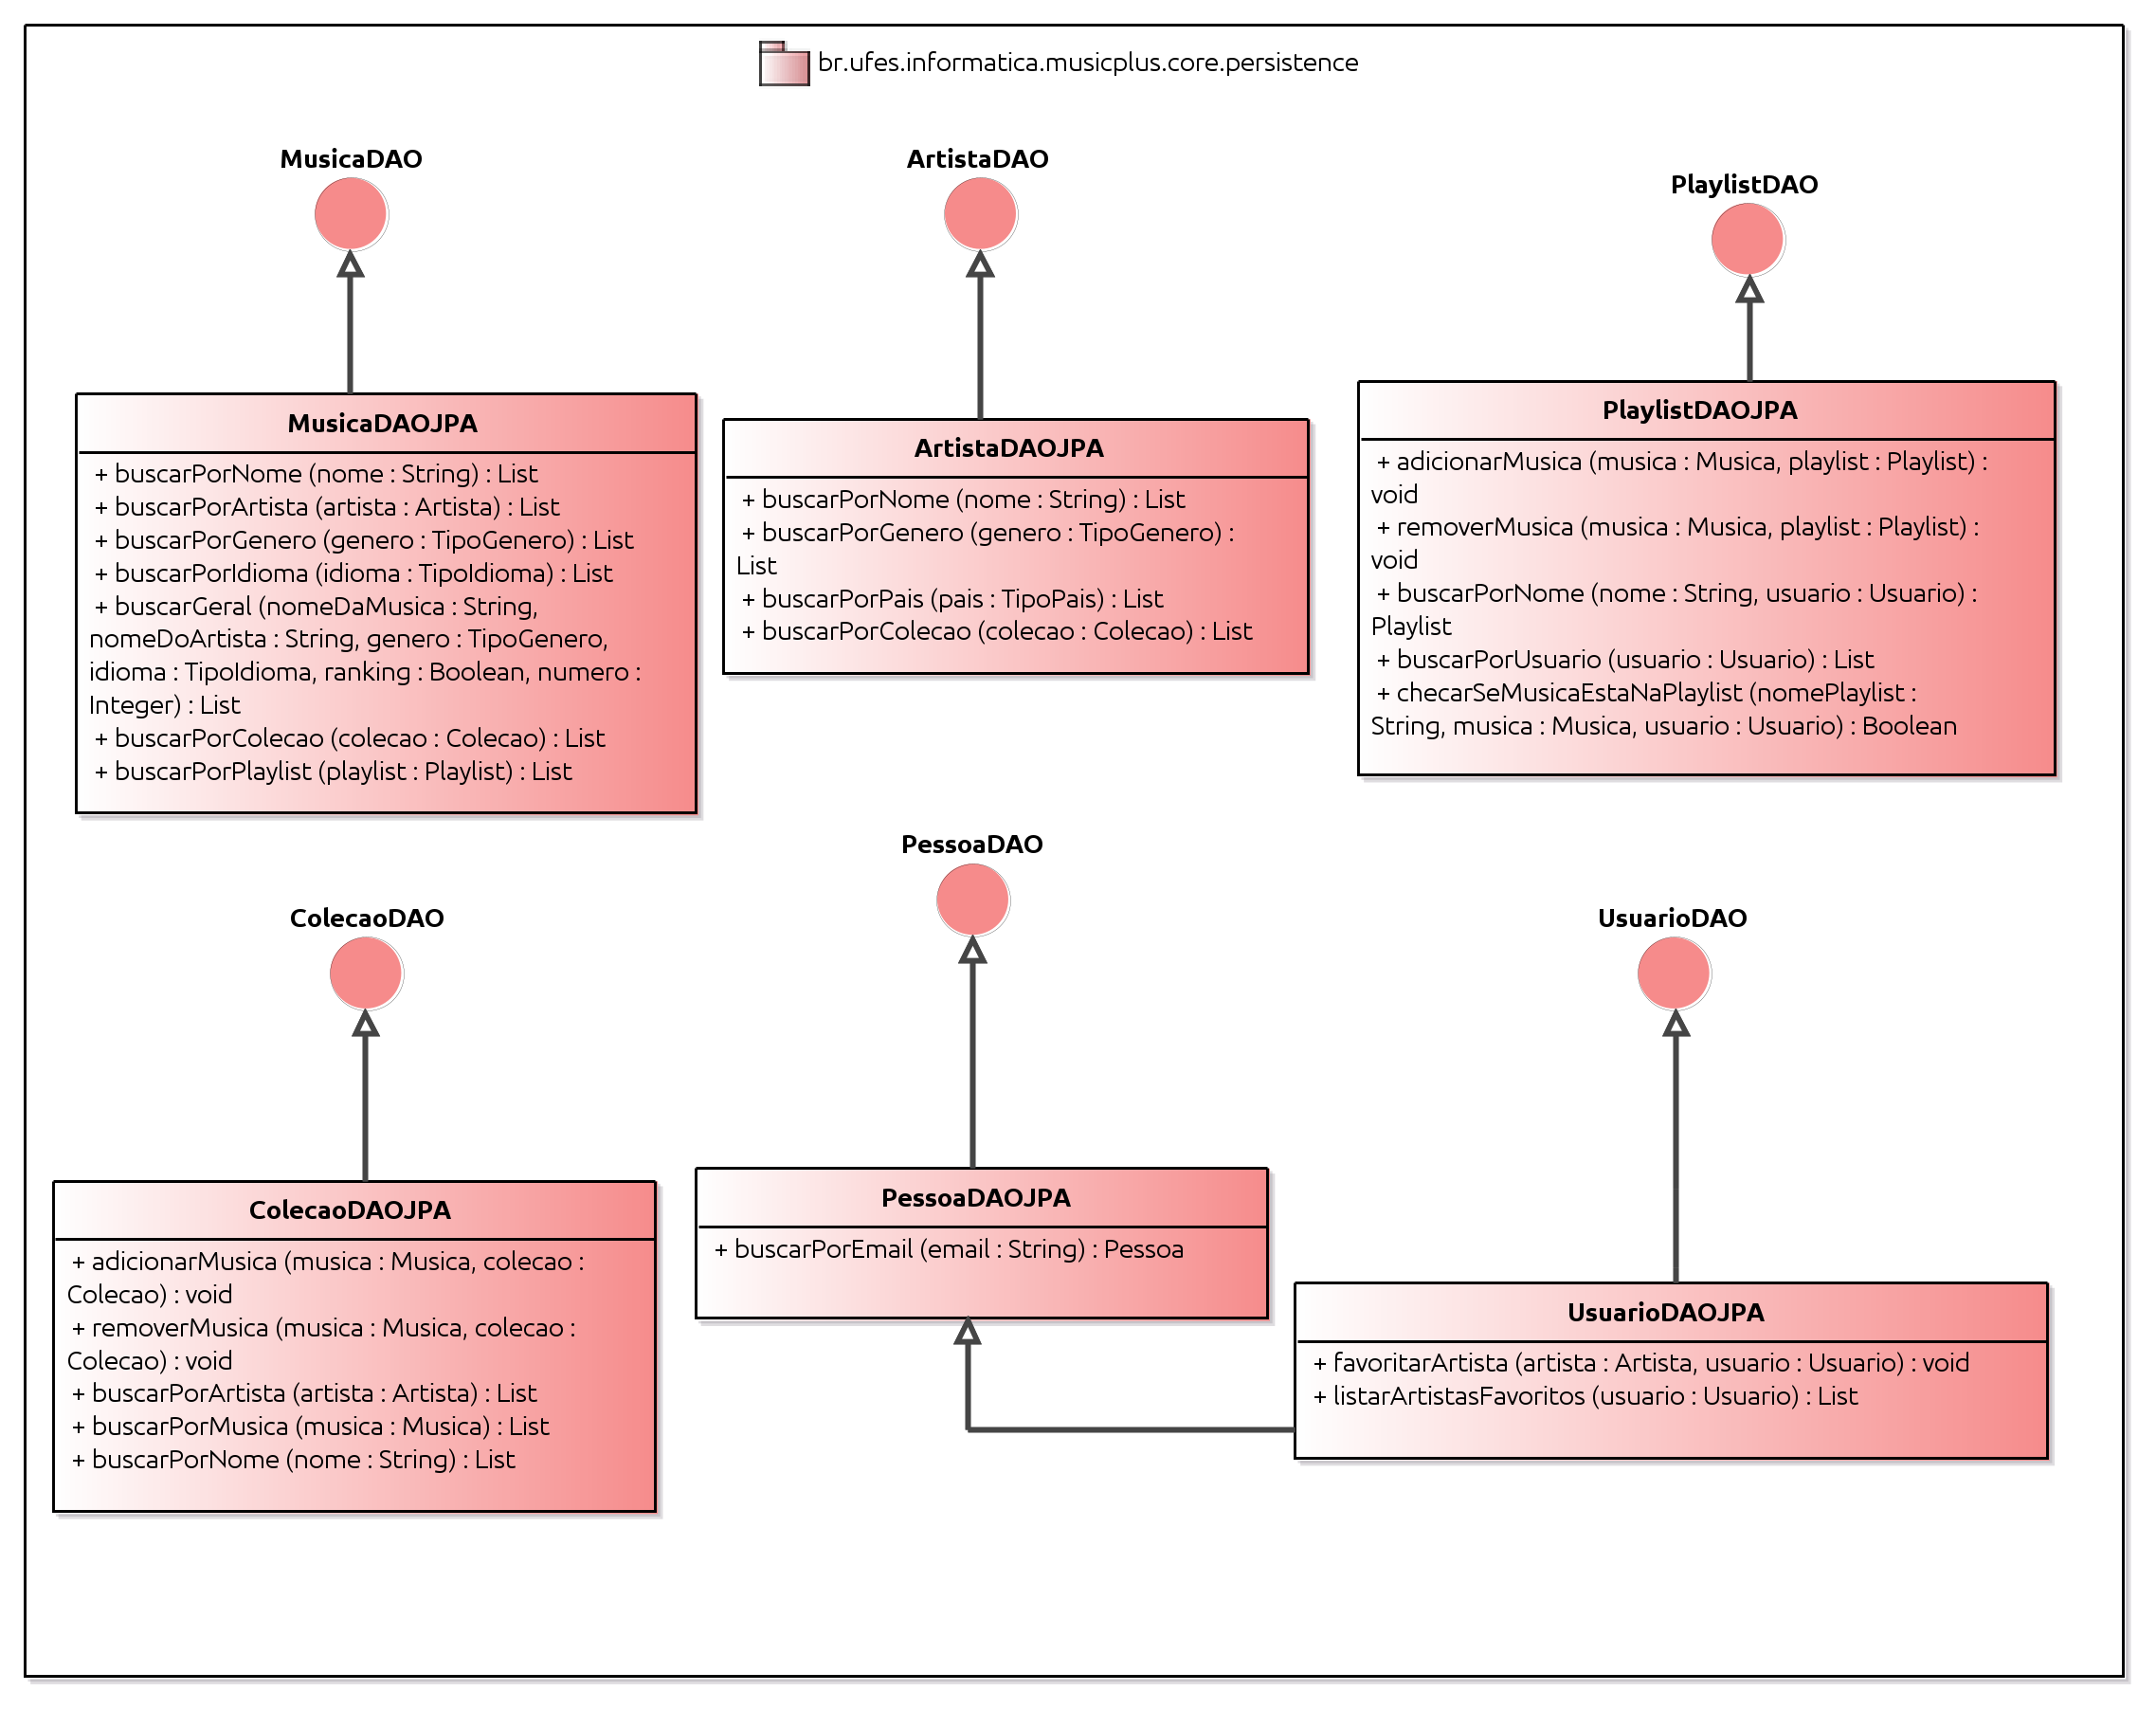 br.ufes.informatica.musicplus.core.persistence
MusicaDAO
MusicaDAOJPA
+ buscarPorNome (nome : String) : List
+ buscarPorArtista (artista : Artista) : List
+ buscarPorGenero (genero : TipoGenero) : List
+ buscarPorIdioma (idioma : TipoIdioma) : List
+ buscarGeral (nomeDaMusica : String,
nomeDoArtista : String, genero : TipoGenero,
idioma : TipoIdioma, ranking : Boolean, numero :
Integer) : List
+ buscarPorColecao (colecao : Colecao) : List
+ buscarPorPlaylist (playlist : Playlist) : List
ArtistaDAO
ArtistaDAOJPA
+ buscarPorNome (nome : String) : List
+ buscarPorGenero (genero : TipoGenero) :
List
+ buscarPorPais (pais : TipoPais) : List
+ buscarPorColecao (colecao : Colecao) : List
PlaylistDAO
PlaylistDAOJPA
+ adicionarMusica (musica : Musica, playlist : Playlist) :
void
+ removerMusica (musica : Musica, playlist : Playlist) :
void
+ buscarPorNome (nome : String, usuario : Usuario) :
Playlist
+ buscarPorUsuario (usuario : Usuario) : List
+ checarSeMusicaEstaNaPlaylist (nomePlaylist :
String, musica : Musica, usuario : Usuario) : Boolean
ColecaoDAO
ColecaoDAOJPA
+ adicionarMusica (musica : Musica, colecao :
Colecao) : void
+ removerMusica (musica : Musica, colecao :
Colecao) : void
+ buscarPorArtista (artista : Artista) : List
+ buscarPorMusica (musica : Musica) : List
+ buscarPorNome (nome : String) : List
PessoaDAO
PessoaDAOJPA
+ buscarPorEmail (email : String) : Pessoa
UsuarioDAO
UsuarioDAOJPA
+ favoritarArtista (artista : Artista, usuario : Usuario) : void
+ listarArtistasFavoritos (usuario : Usuario) : List